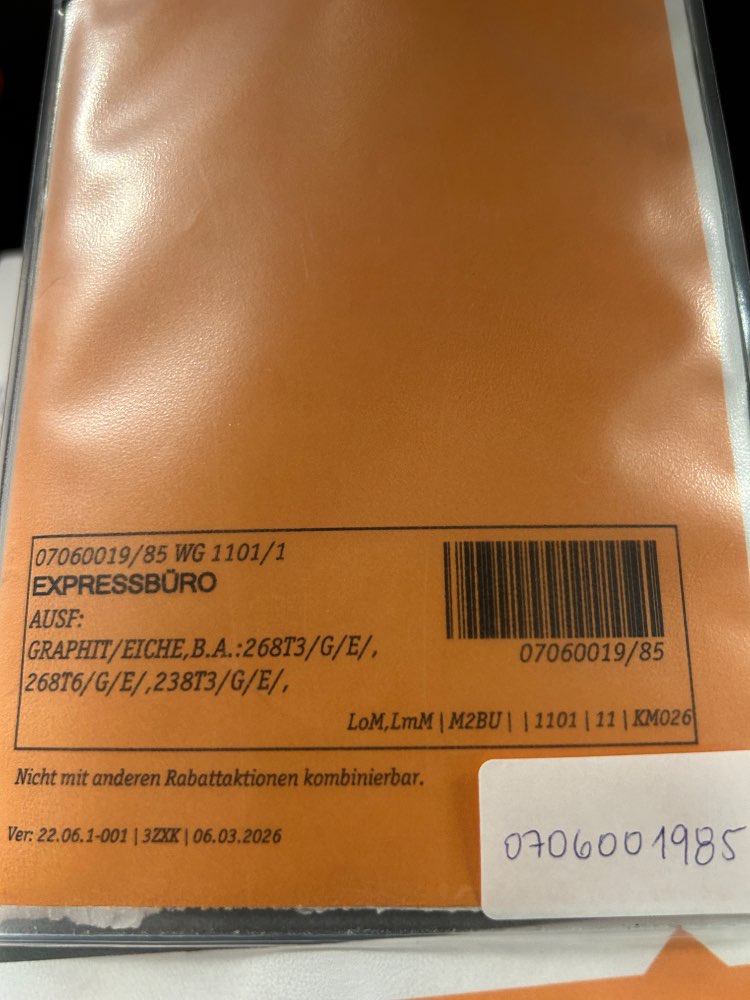 07060019/85 WG 1101/1
EXPRESSBÜRO
AUSF:
GRAPHIT/EICHE,B.A.:268T3/G/E/,
268T6/G/E/,238T3/G/E/,
07060019/85
LoM,LmM | M2BU | | 1101 | 11 | KM026
Nicht mit anderen Rabattaktionen kombinierbar.
Ver: 22.06.1-001 | 3ZXK | 06.03.2026
0706001985